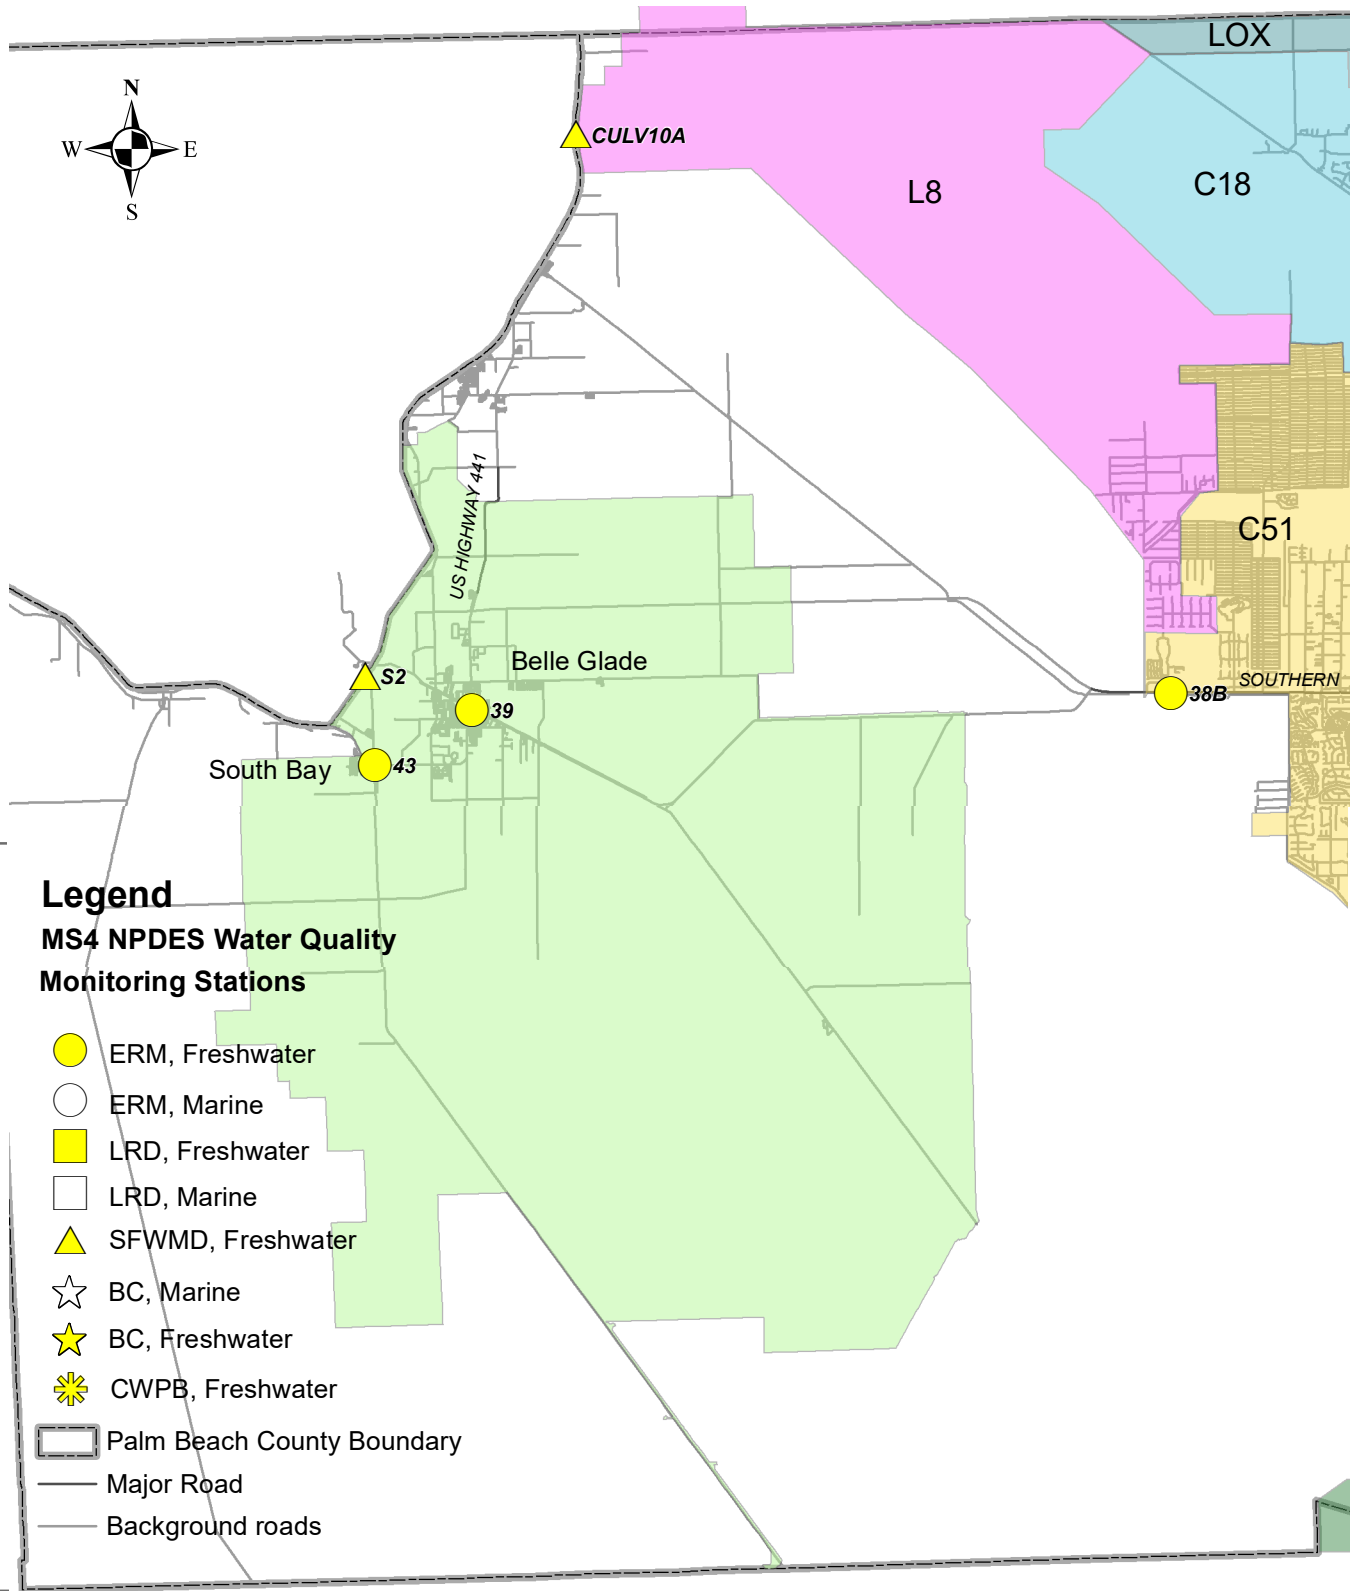 LOX
N
W E
S
CULV10A
C18
L8
US HIGHWAY 441
C51
Belle Glade
S2
SOUTHERN
38B
39
43
South Bay
Legend
MS4 NPDES Water Quality
Monitoring Stations
ERM, Freshwater
ERM, Marine
LRD, Freshwater
LRD, Marine
SFWMD, Freshwater
BC, Marine
BC, Freshwater
CWPB, Freshwater
Palm Beach County Boundary
Major Road
Background roads